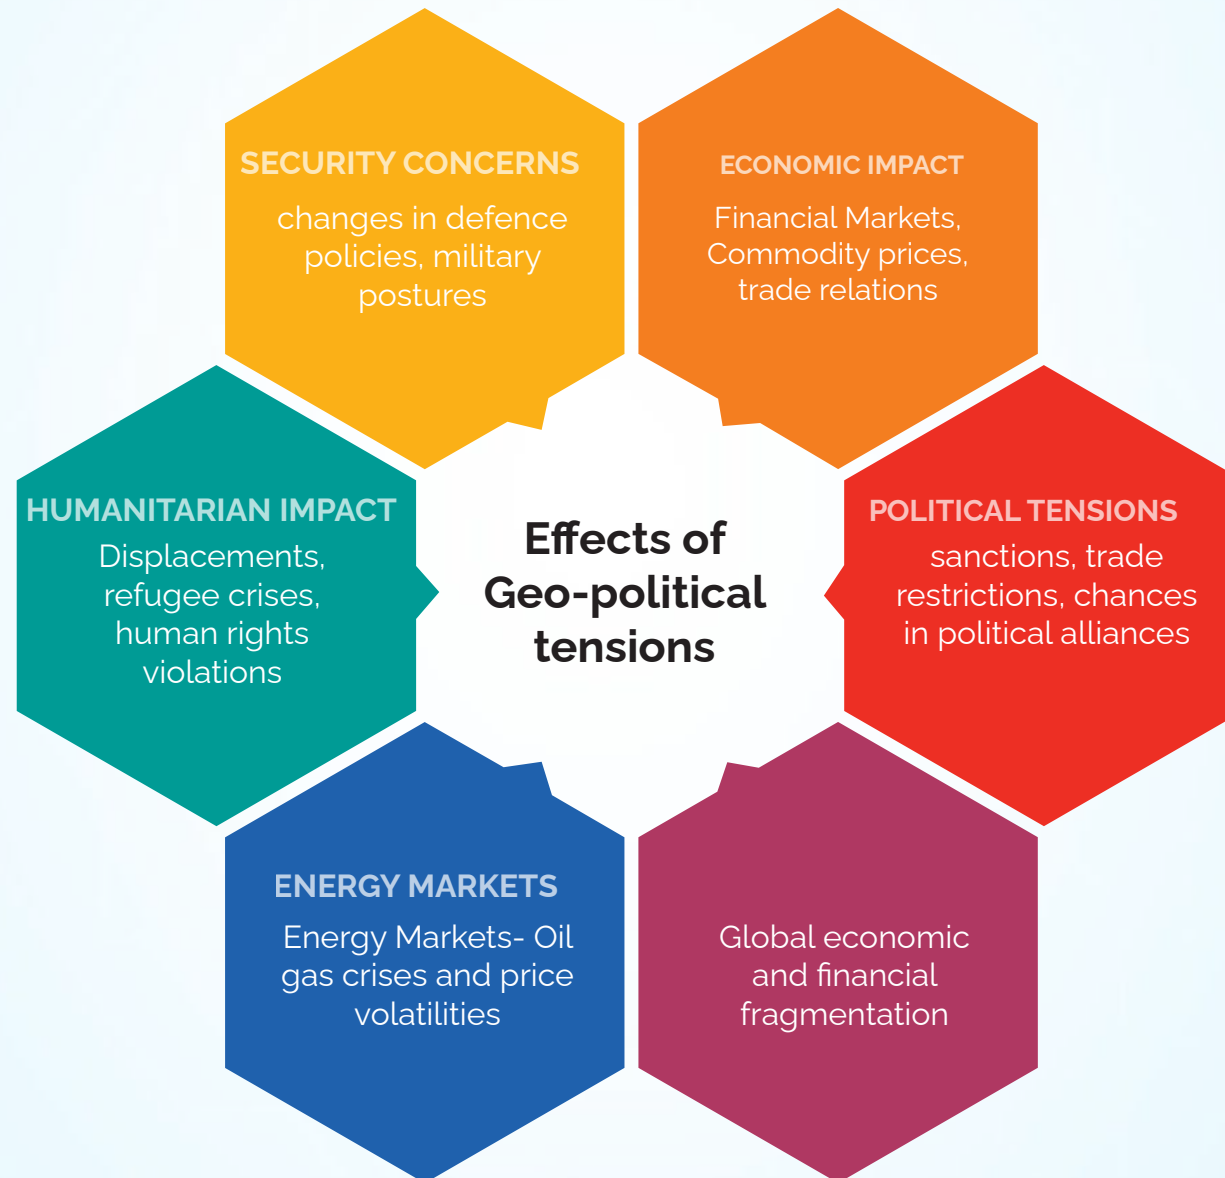 SECURITY CONCERNS
changes in defence
policies, military
postures
ECONOMIC IMPACT
Financial Markets,
Commodity prices,
trade relations
HUMANITARIAN IMPACT
Displacements,
refugee crises,
human rights
violations
Effects of
Geo-political
tensions
POLITICAL TENSIONS
sanctions, trade
restrictions, chances
in political alliances
ENERGY MARKETS
Energy Markets- Oil
gas crises and price
volatilities
Global economic
and financial
fragmentation